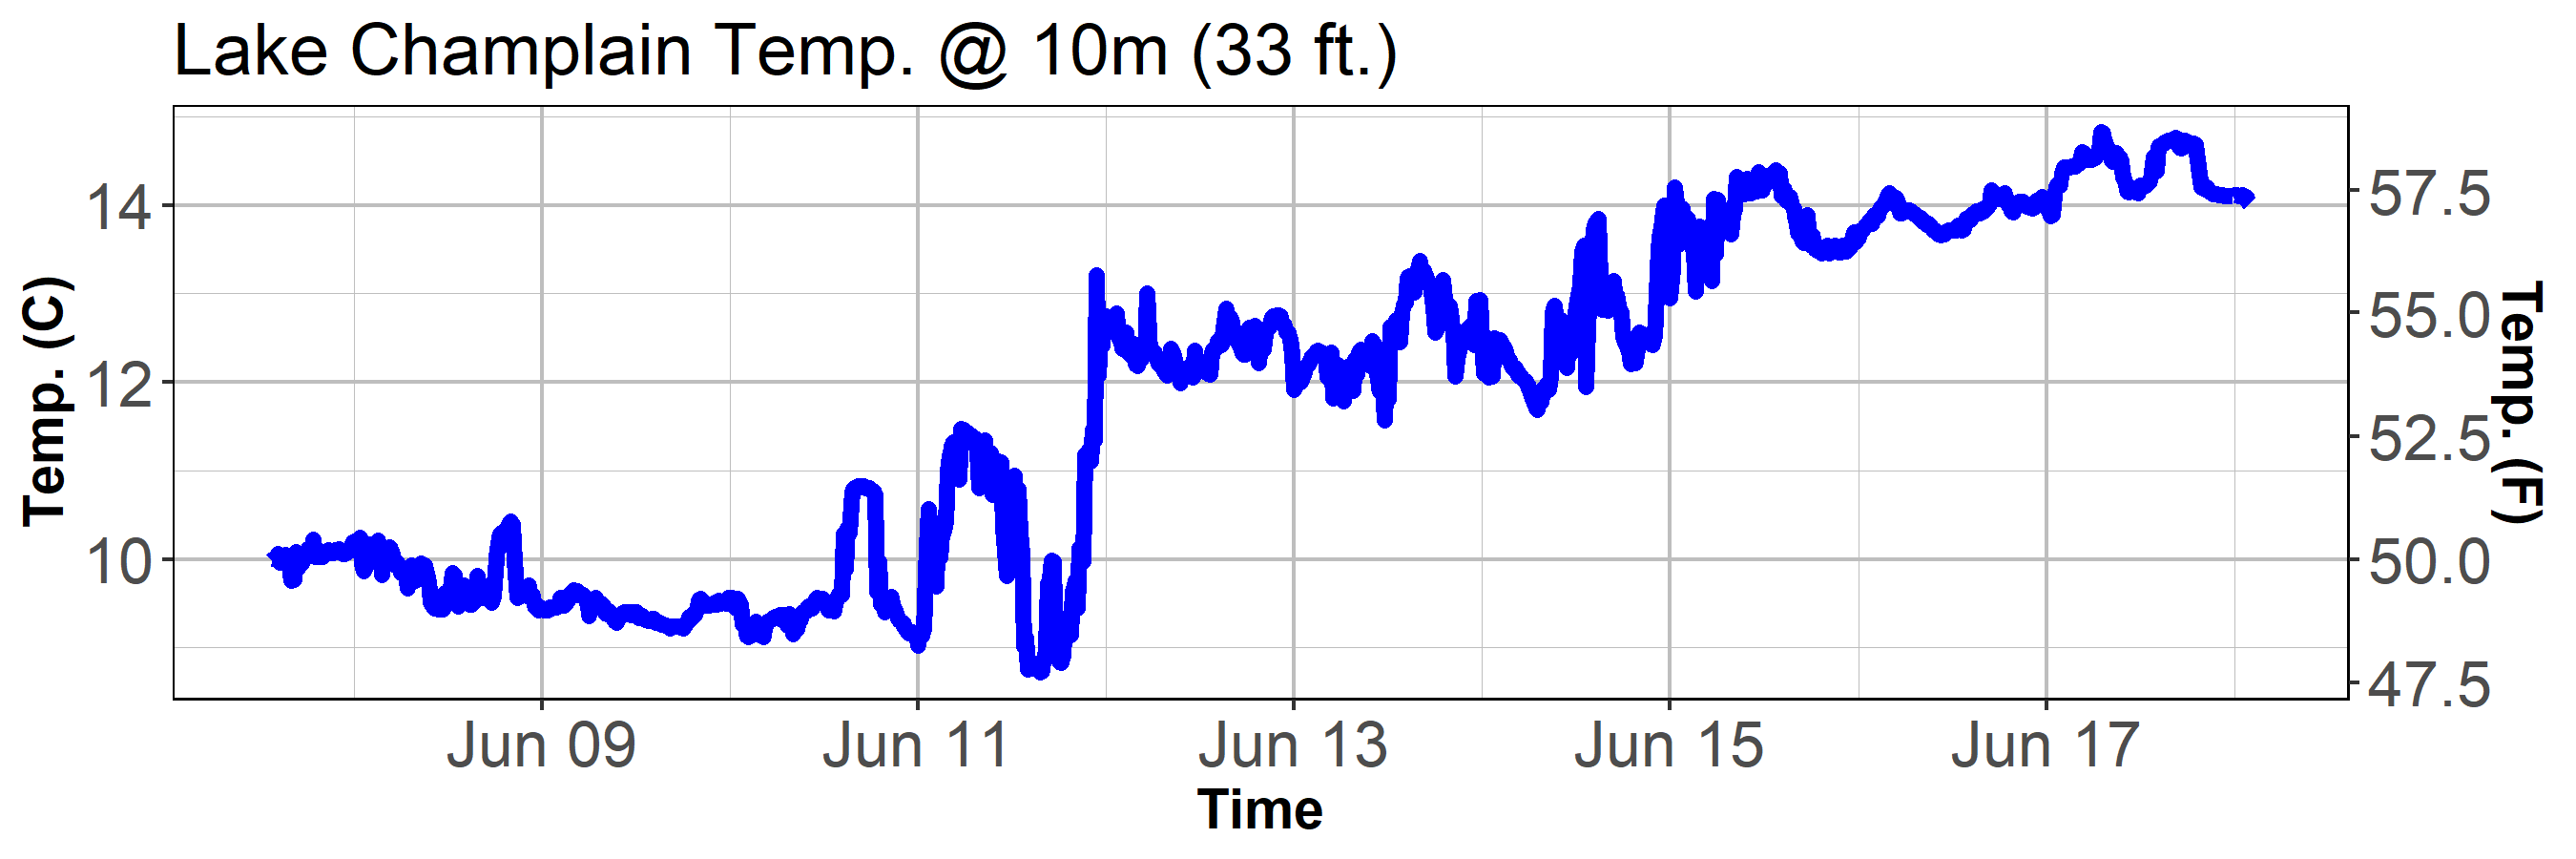 Lake Champlain Temp. @ 10m (33 ft.)
Temp. (C)
14
12
10
57.5
55.0
52.5
50.0
47.5
Temp. (F)
Jun 09 Jun 11 Jun 13 Jun 15 Jun 17
Time